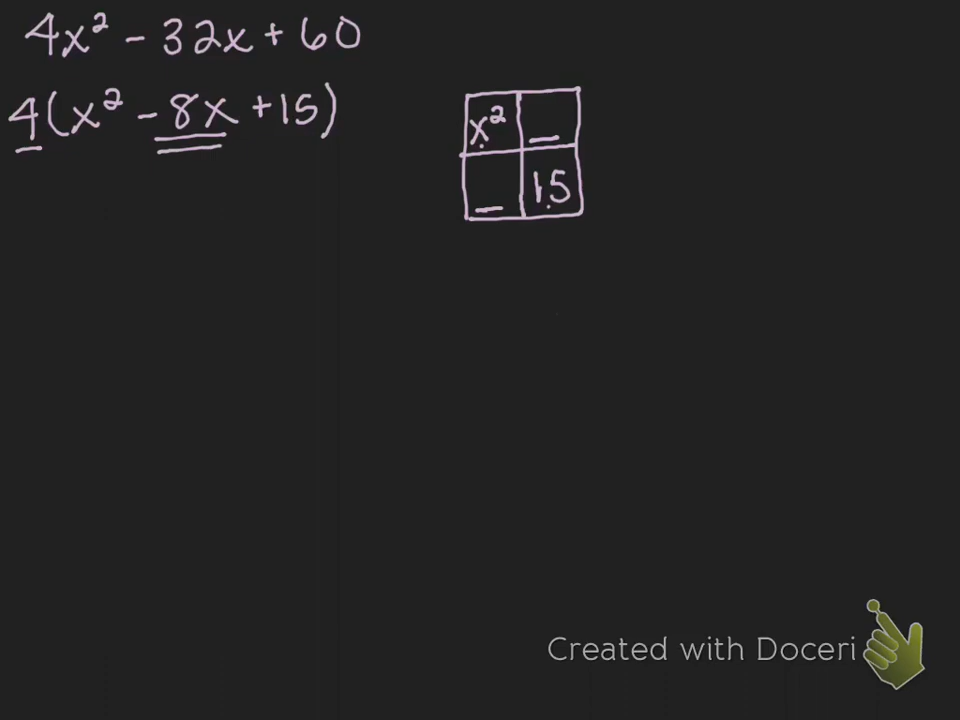 4x² - 32x + 60
4(x² - 8x + 15)
x² _
_ 15
Created with Doceri